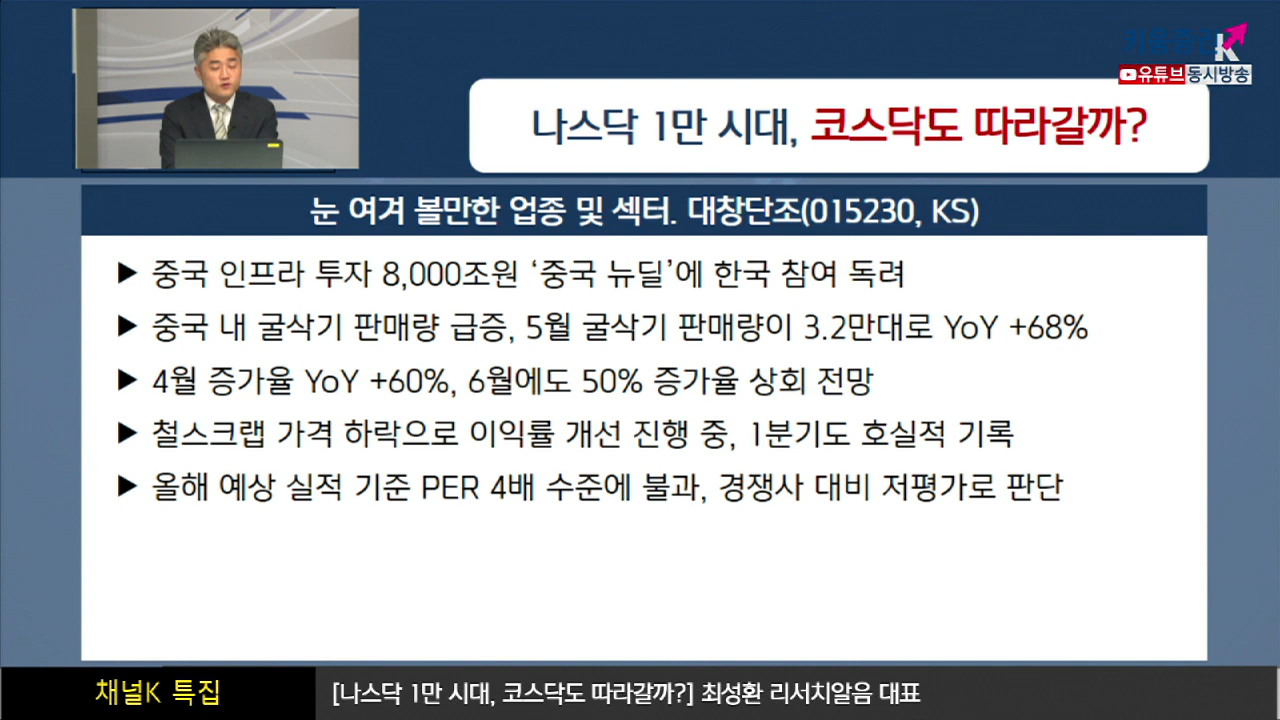 키움증권K
유튜브 동시방송
나스닥 1만 시대, 코스닥도 따라갈까?
눈 여겨 볼만한 업종 및 섹터. 대창단조(015230, KS)
▶ 중국 인프라 투자 8,000조원 ‘중국 뉴딜’에 한국 참여 독려
▶ 중국 내 굴삭기 판매량 급증, 5월 굴삭기 판매량이 3.2만대로 YoY +68%
▶ 4월 증가율 YoY +60%, 6월에도 50% 증가율 상회 전망
▶ 철스크랩 가격 하락으로 이익률 개선 진행 중, 1분기도 호실적 기록
▶ 올해 예상 실적 기준 PER 4배 수준에 불과, 경쟁사 대비 저평가로 판단
채널K 특집
[나스닥 1만 시대, 코스닥도 따라갈까?] 최성환 리서치알음 대표